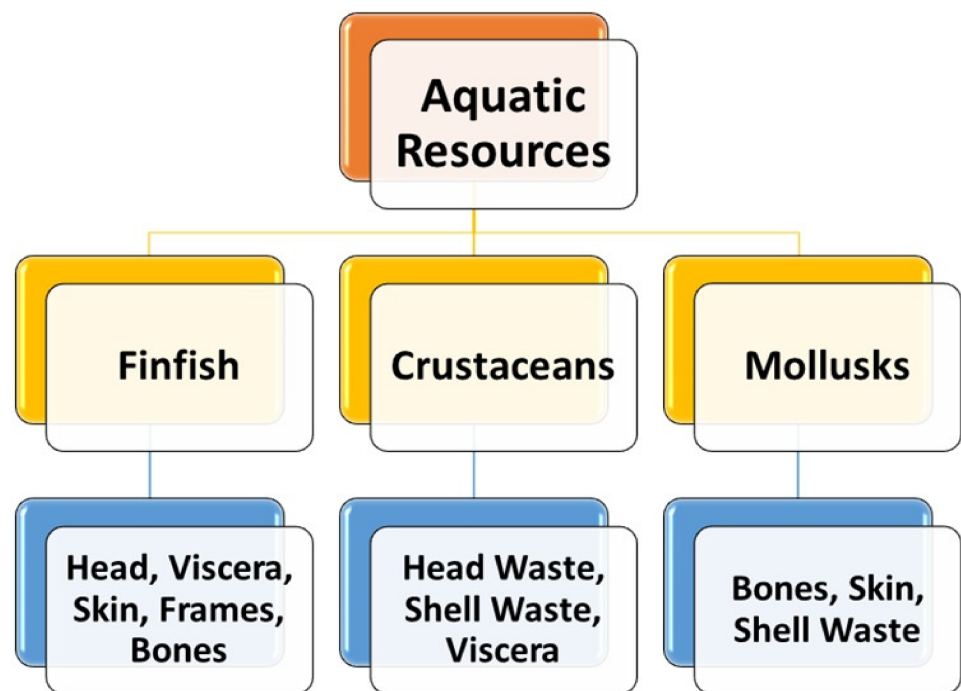 Aquatic
Resources
Finfish
Crustaceans
Mollusks
Head, Viscera,
Skin, Frames,
Bones
Head Waste,
Shell Waste,
Viscera
Bones, Skin,
Shell Waste